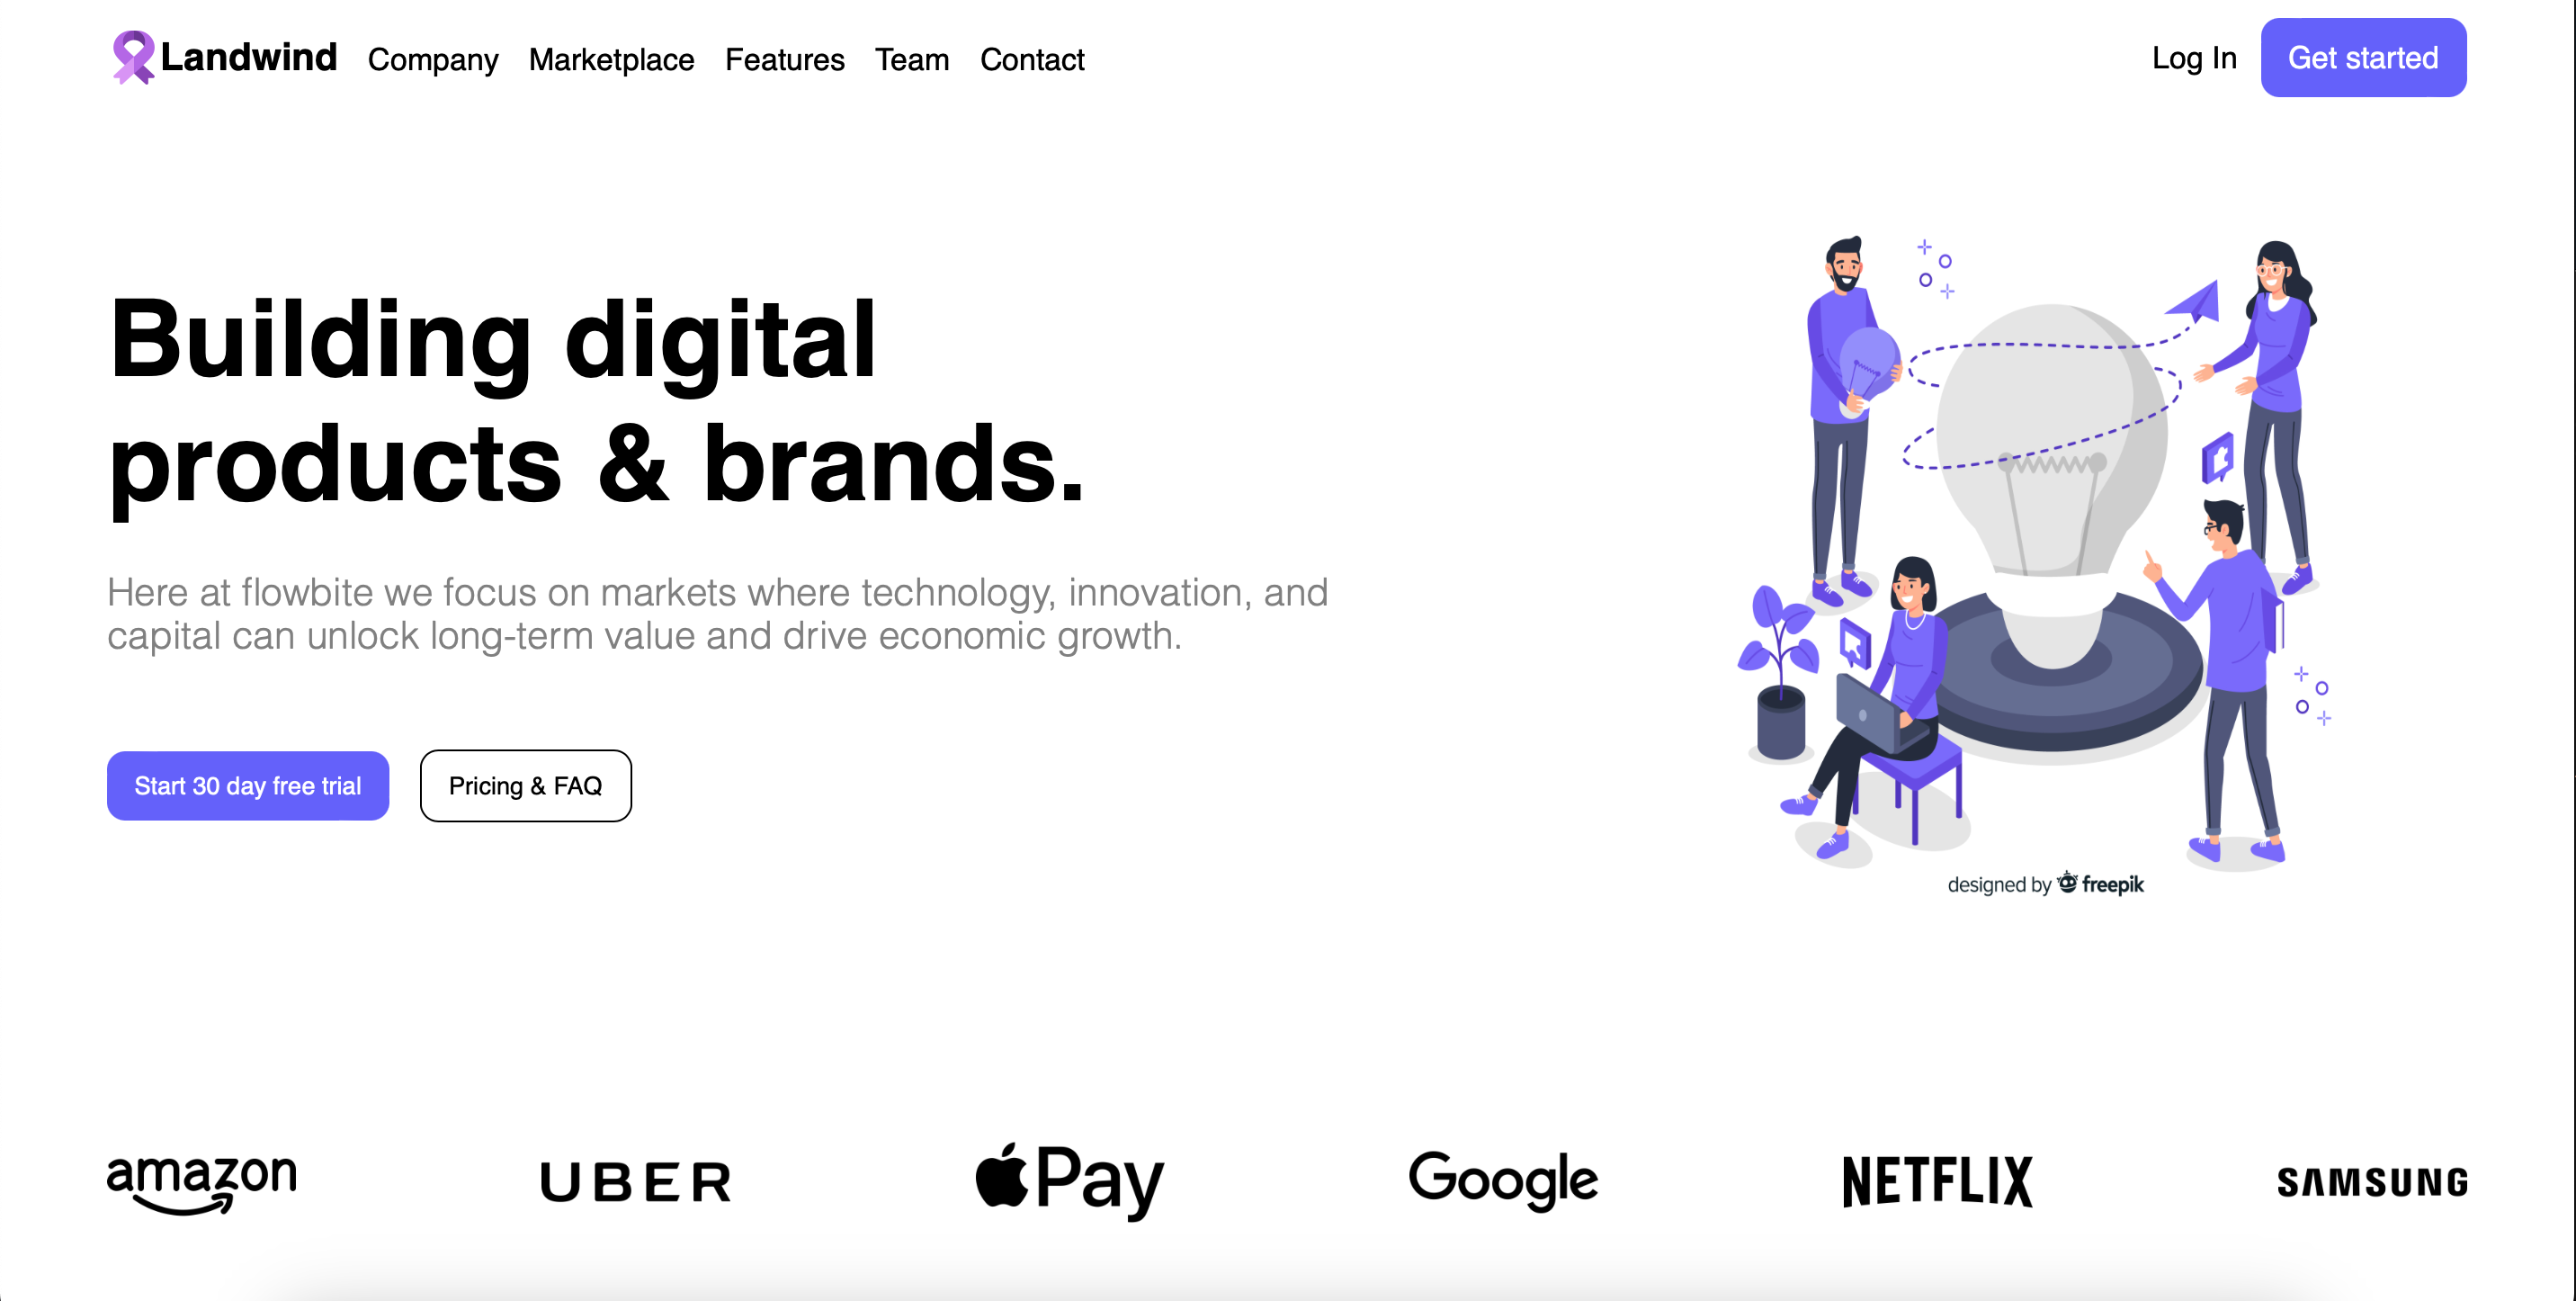 Landwind Company Marketplace Features Team Contact Log In Get started
Building digital
products & brands.
Here at flowbite we focus on markets where technology, innovation, and
capital can unlock long-term value and drive economic growth.
Start 30 day free trial Pricing & FAQ
designed by freepik
amazon UBER Pay Google NETFLIX SAMSUNG